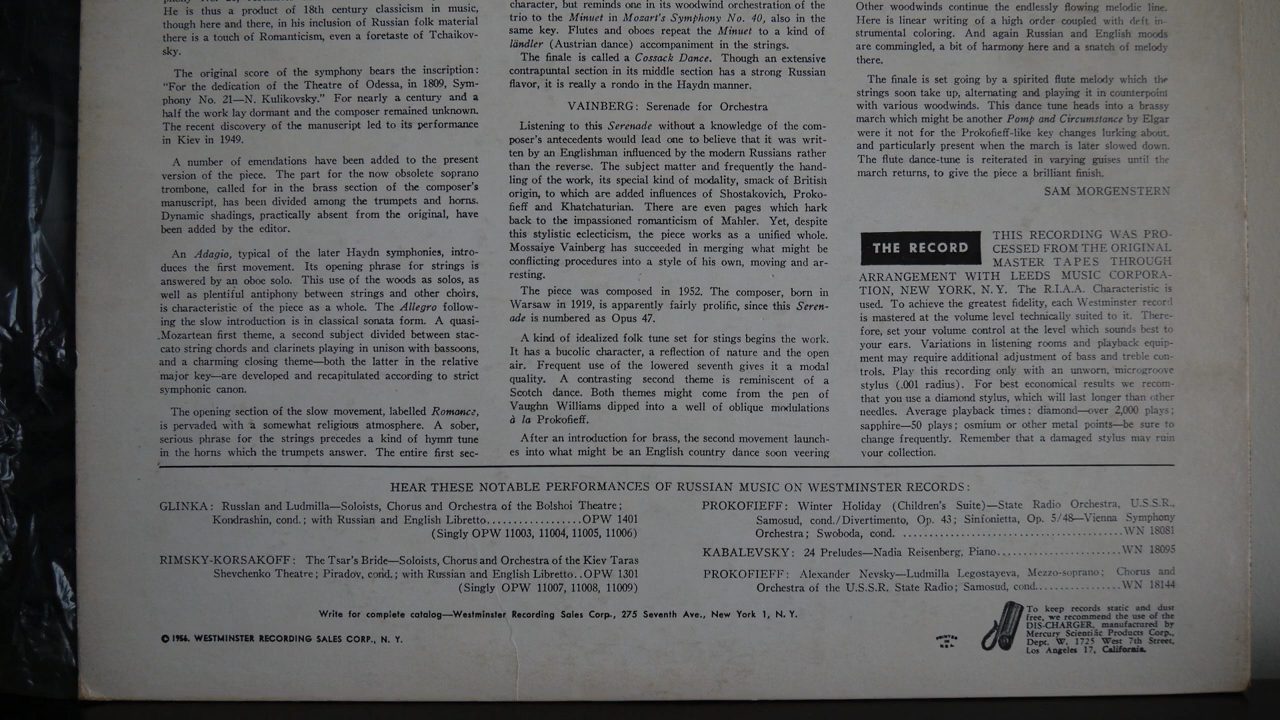 He is thus a product of 18th century classicism in music,
though here and there, in his inclusion of Russian folk material
there is a touch of Romanticism, even a foretaste of Tchaikov-
sky.
The original score of the symphony bears the inscription:
"For the dedication of the Theatre of Odessa, in 1809, Sym-
phony No. 21—N. Kulikovsky." For nearly a century and a
half the work lay dormant and the composer remained unknown.
The recent discovery of the manuscript led to its performance
in Kiev in 1949.
A number of emendations have been added to the present
version of the piece. The part for the now obsolete soprano
trombone, called for in the brass section of the composer's
manuscript, has been divided among the trumpets and horns.
Dynamic shadings, practically absent from the original, have
been added by the editor.
An Adagio, typical of the later Haydn symphonies, intro-
duces the first movement. Its opening phrase for strings is
answered by an oboe solo. This use of the woods as solos, as
well as plentiful antiphony between strings and other choirs,
is characteristic of the piece as a whole. The Allegro follow-
ing the slow introduction is in classical sonata form. A quasi-
Mozartean first theme, a second subject divided between stac-
cato string chords and clarinets playing in unison with bassoons,
and a charming closing theme—both the latter in the relative
major key—are developed and recapitulated according to strict
symphonic canon.
The opening section of the slow movement, labelled Romance,
is pervaded with a somewhat religious atmosphere. A sober,
serious phrase for the strings precedes a kind of hymn tune
in the horns which the trumpets answer. The entire first sec-
character, but reminds one in its woodwind orchestration of the
trio to the Minuet in Mozart's Symphony No. 40, also in the
same key. Flutes and oboes repeat the Minuet to a kind of
ländler (Austrian dance) accompaniment in the strings.
The finale is called a Cossack Dance. Though an extensive
contrapuntal section in its middle section has a strong Russian
flavor, it is really a rondo in the Haydn manner.
VAINBERG: Serenade for Orchestra
Listening to this Serenade without a knowledge of the com-
poser's antecedents would lead one to believe that it was writ-
ten by an Englishman influenced by the modern Russians rather
than the reverse. The subject matter and frequently the hand-
ling of the work, its special kind of modality, smack of British
origin, to which are added influences of Shostakovich, Proko-
fieff and Khatchaturian. There are even pages which hark
back to the impassioned romanticism of Mahler. Yet, despite
this stylistic eclecticism, the piece works as a unified whole.
Mossaiye Vainberg has succeeded in merging what might be
conflicting procedures into a style of his own, moving and ar-
resting.
The piece was composed in 1952. The composer, born in
Warsaw in 1919, is apparently fairly prolific, since this Seren-
ade is numbered as Opus 47.
A kind of idealized folk tune set for stings begins the work.
It has a bucolic character, a reflection of nature and the open
air. Frequent use of the lowered seventh gives it a modal
quality. A contrasting second theme is reminiscent of a
Scotch dance. Both themes might come from the pen of
Vaughn Williams dipped into a well of oblique modulations
à la Prokofieff.
After an introduction for brass, the second movement launch-
es into what might be an English country dance soon veering
Other woodwinds continue the endlessly flowing melodic line.
Here is linear writing of a high order coupled with deft in-
strumental coloring. And again Russian and English moods
are commingled, a bit of harmony here and a snatch of melody
there.
The finale is set going by a spirited flute melody which the
strings soon take up, alternating and playing it in counterpoint
with various woodwinds. This dance tune heads into a brassy
march which might be another Pomp and Circumstance by Elgar
were it not for the Prokofieff-like key changes lurking about,
and particularly present when the march is later slowed down.
The flute dance-tune is reiterated in varying guises until the
march returns, to give the piece a brilliant finish.
SAM MORGENSTERN
THE RECORD
THIS RECORDING WAS PRO-
CESSED FROM THE ORIGINAL
MASTER TAPES THROUGH
ARRANGEMENT WITH LEEDS MUSIC CORPORA-
TION, NEW YORK, N.Y. The R.I.A.A. Characteristic is
used. To achieve the greatest fidelity, each Westminster record
is mastered at the volume level technically suited to it. There-
fore, set your volume control at the level which sounds best to
your ears. Variations in listening rooms and playback equip-
ment may require additional adjustment of bass and treble con-
trols. Play this recording only with an unworn, microgroove
stylus (.001 radius). For best economical results we recom-
that you use a diamond stylus, which will last longer than other
needles. Average playback times: diamond—over 2,000 plays;
sapphire—50 plays; osmium or other metal points—be sure to
change frequently. Remember that a damaged stylus may ruin
your collection.
HEAR THESE NOTABLE PERFORMANCES OF RUSSIAN MUSIC ON WESTMINSTER RECORDS:
GLINKA: Russlan and Ludmilla—Soloists, Chorus and Orchestra of the Bolshoi Theatre;
Kondrashin, cond.; with Russian and English Libretto..................OPW 1401
(Singly OPW 11003, 11004, 11005, 11006)
RIMSKY-KORSAKOFF: The Tsar's Bride—Soloists, Chorus and Orchestra of the Kiev Taras
Shevchenko Theatre; Piradov, cond.; with Russian and English Libretto..OPW 1301
(Singly OPW 11007, 11008, 11009)
PROKOFIEFF: Winter Holiday (Children's Suite)—State Radio Orchestra, U.S.S.R.,
Samosud, cond./Divertimento, Op. 43; Sinfonietta, Op. 5/48—Vienna Symphony
Orchestra; Swoboda, cond. ........................................WN 18081
KABALEVSKY: 24 Preludes—Nadia Reisenberg, Piano.......................WN 18095
PROKOFIEFF: Alexander Nevsky—Ludmilla Legostayeva, Mezzo-soprano; Chorus and
Orchestra of the U.S.S.R. State Radio; Samosud, cond................WN 18144
Write for complete catalog—Westminster Recording Sales Corp., 275 Seventh Ave., New York 1, N. Y.
© 1956. WESTMINSTER RECORDING SALES CORP., N. Y.
PRINTED
IN
U.S.A.
To keep records static and dust
free, we recommend the use of the
DIS-CHARGER, manufactured by
Mercury Scientific Products Corp.,
Dept. W, 1725 West 7th Street,
Los Angeles 17, California.